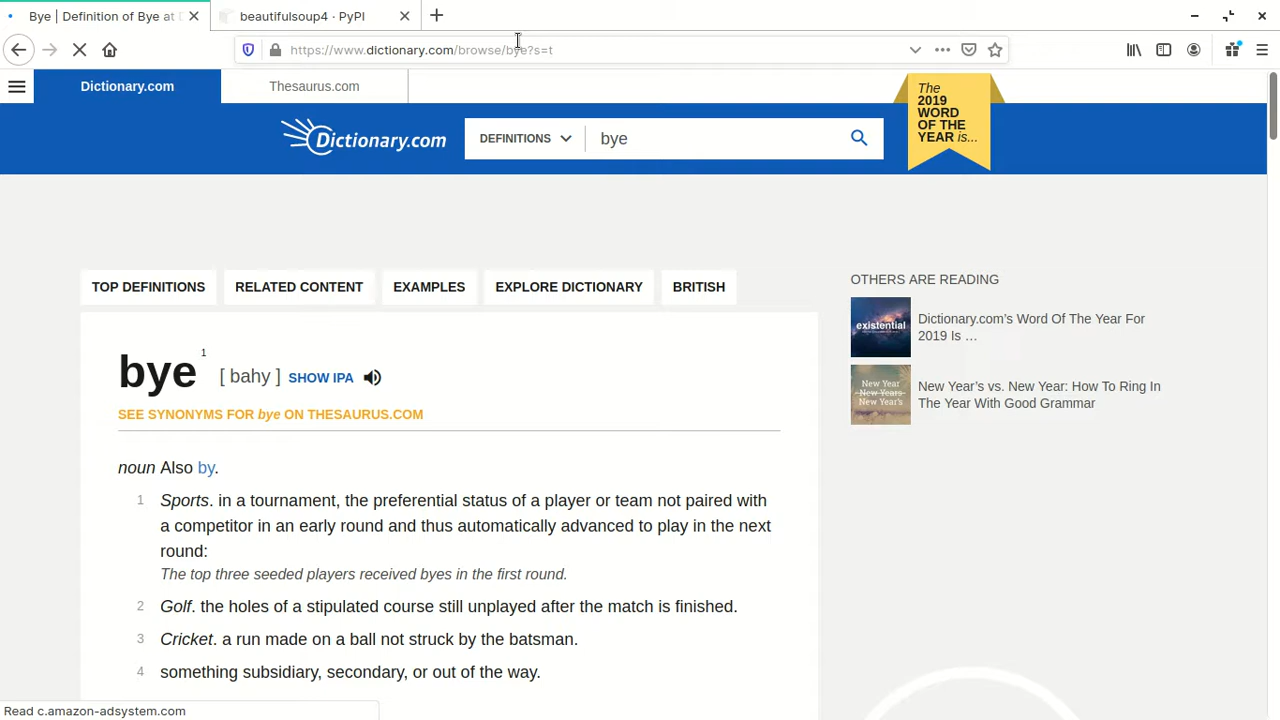 Bye | Definition of Bye at D
beautifulsoup4 · PyPI
https://www.dictionary.com/browse/bye?s=t
Dictionary.com
Thesaurus.com
Dictionary.com
DEFINITIONS
bye
The
2019
WORD
OF THE
YEAR is...
TOP DEFINITIONS
RELATED CONTENT
EXAMPLES
EXPLORE DICTIONARY
BRITISH
OTHERS ARE READING
existential
Dictionary.com’s Word Of The Year For
2019 Is …
New Year
New Years
New Year's
New Year’s vs. New Year: How To Ring In
The Year With Good Grammar
bye 1 [ bahy ] SHOW IPA
SEE SYNONYMS FOR bye ON THESAURUS.COM
noun Also by.
1 Sports. in a tournament, the preferential status of a player or team not paired with
a competitor in an early round and thus automatically advanced to play in the next
round:
The top three seeded players received byes in the first round.
2 Golf. the holes of a stipulated course still unplayed after the match is finished.
3 Cricket. a run made on a ball not struck by the batsman.
4 something subsidiary, secondary, or out of the way.
Read c.amazon-adsystem.com